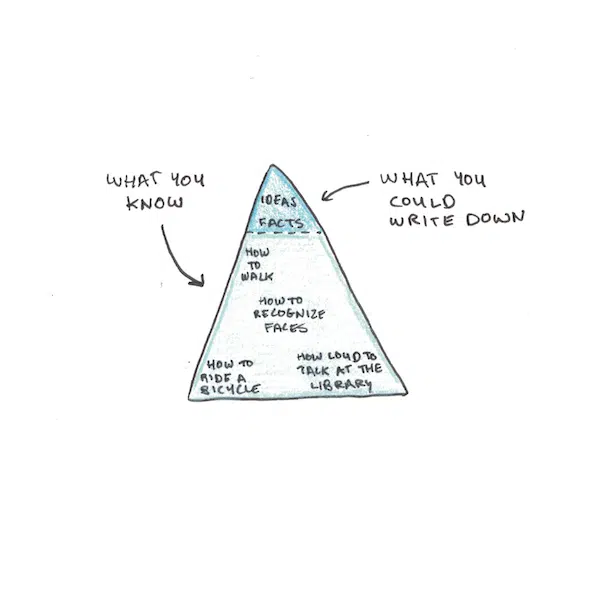 WHAT YOU
KNOW
WHAT YOU
COULD
WRITE DOWN
IDEAS
FACTS
HOW
TO
WALK
HOW TO
RECOGNIZE
FACES
HOW TO
RIDE A
BICYCLE
HOW LOUD TO
TALK AT THE
LIBRARY